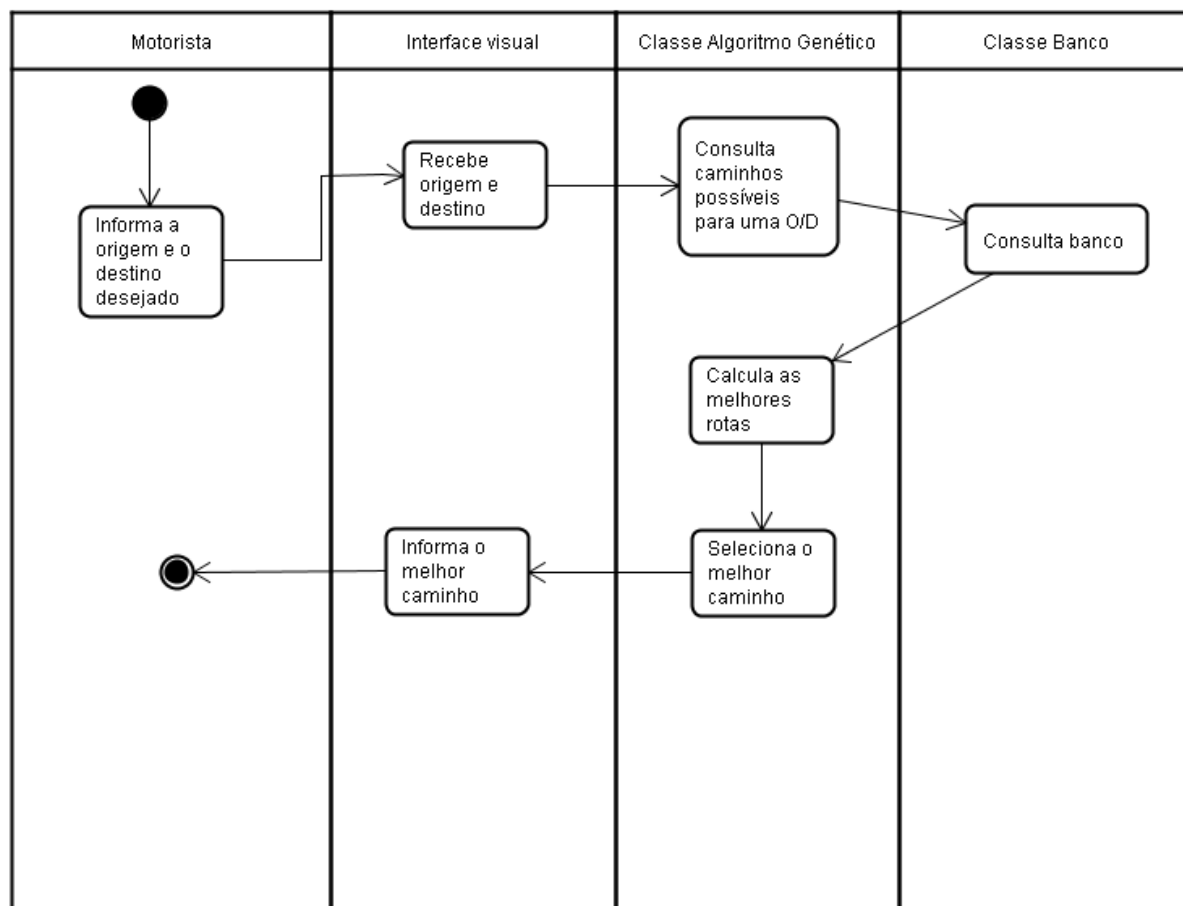 Motorista
Interface visual
Classe Algoritmo Genético
Classe Banco
Informa a
origem e o
destino
desejado
Recebe
origem e
destino
Consulta
caminhos
possíveis
para uma O/D
Consulta banco
Calcula as
melhores
rotas
Seleciona o
melhor
caminho
Informa o
melhor
caminho